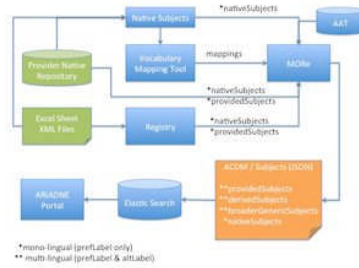 Native Subjects
*nativeSubjects
AAT
Provider Native
Repository
Vocabulary
Mapping Tool
mappings
MORe
*nativeSubjects
*providedSubjects
Excel Sheet
XML Files
Registry
*nativeSubjects
*providedSubjects
ACDM / Subjects (JSON)
**providedSubjects
**derivedSubjects
**broaderGenericSubjects
*nativeSubjects
ARIADNE
Portal
Elastic Search
*mono-lingual (prefLabel only)
** multi-lingual (prefLabel & altLabel)